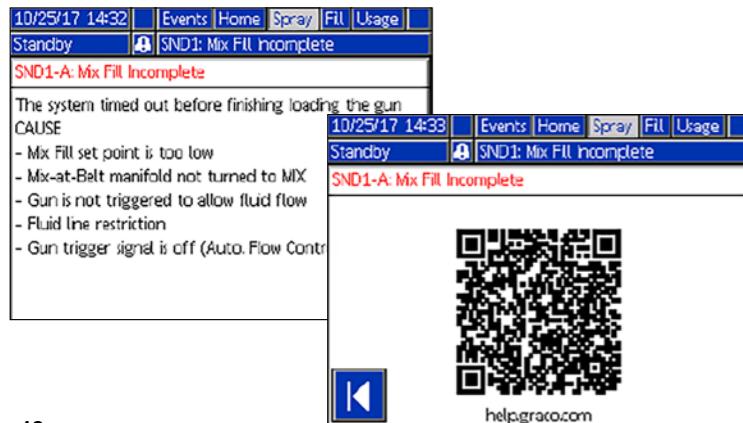 10/25/17 14:32 Events Home Spray Fill Usage
Standby SND1: Mix Fill Incomplete
SND1-A: Mix Fill Incomplete
The system timed out before finishing loading the gun
CAUSE
- Mix Fill set point is too low
- Mix-at-Belt manifold not turned to MIX
- Gun is not triggered to allow fluid flow
- Fluid line restriction
- Gun trigger signal is off (Auto. Flow Contr
10/25/17 14:33 Events Home Spray Fill Usage
Standby SND1: Mix Fill Incomplete
SND1-A: Mix Fill Incomplete
help.graco.com